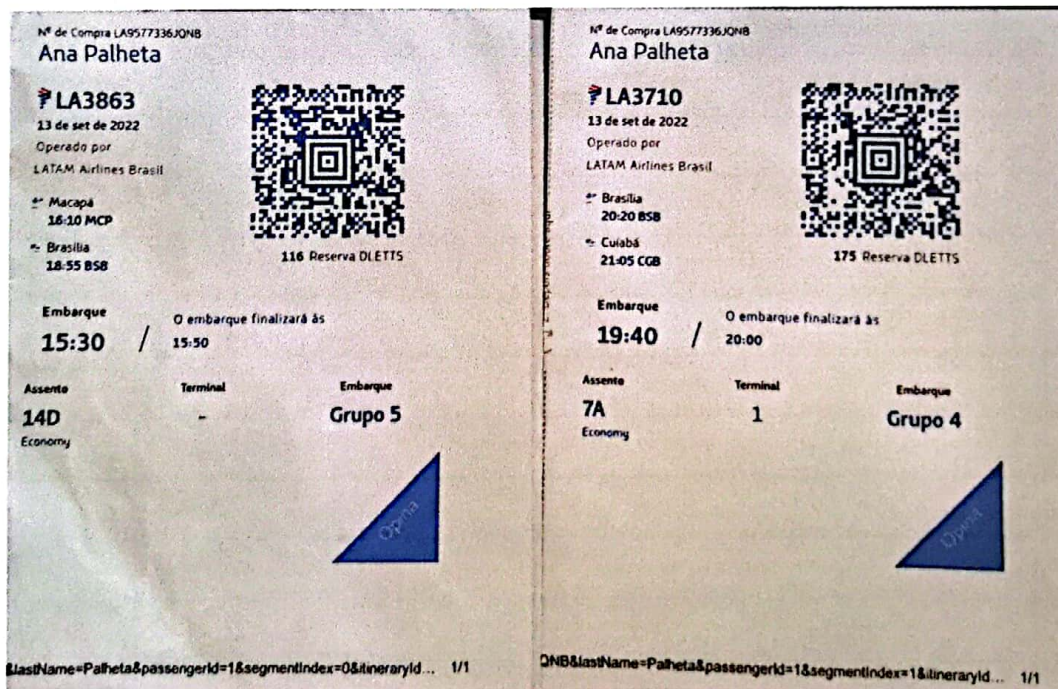 Nº de Compra LA9577336JQNB
Ana Palheta
LA3863
13 de set de 2022
Operado por
LATAM Airlines Brasil
Macapá
16:10 MCP
Brasília
18:55 BSB
116 Reserva DLETTS
Embarque
15:30 /
O embarque finalizará às
15:50
Assento
Terminal
Embarque
14D
-
Grupo 5
Economy
&lastName=Palheta&passengerId=1&segmentIndex=0&itineraryId... 1/1
Nº de Compra LA9577336JQNB
Ana Palheta
LA3710
13 de set de 2022
Operado por
LATAM Airlines Brasil
Brasília
20:20 BSB
Cuiabá
21:05 CGB
175 Reserva DLETTS
Embarque
19:40 /
O embarque finalizará às
20:00
Assento
Terminal
Embarque
7A
1
Grupo 4
Economy
QNB&lastName=Palheta&passengerId=1&segmentIndex=1&itineraryId... 1/1